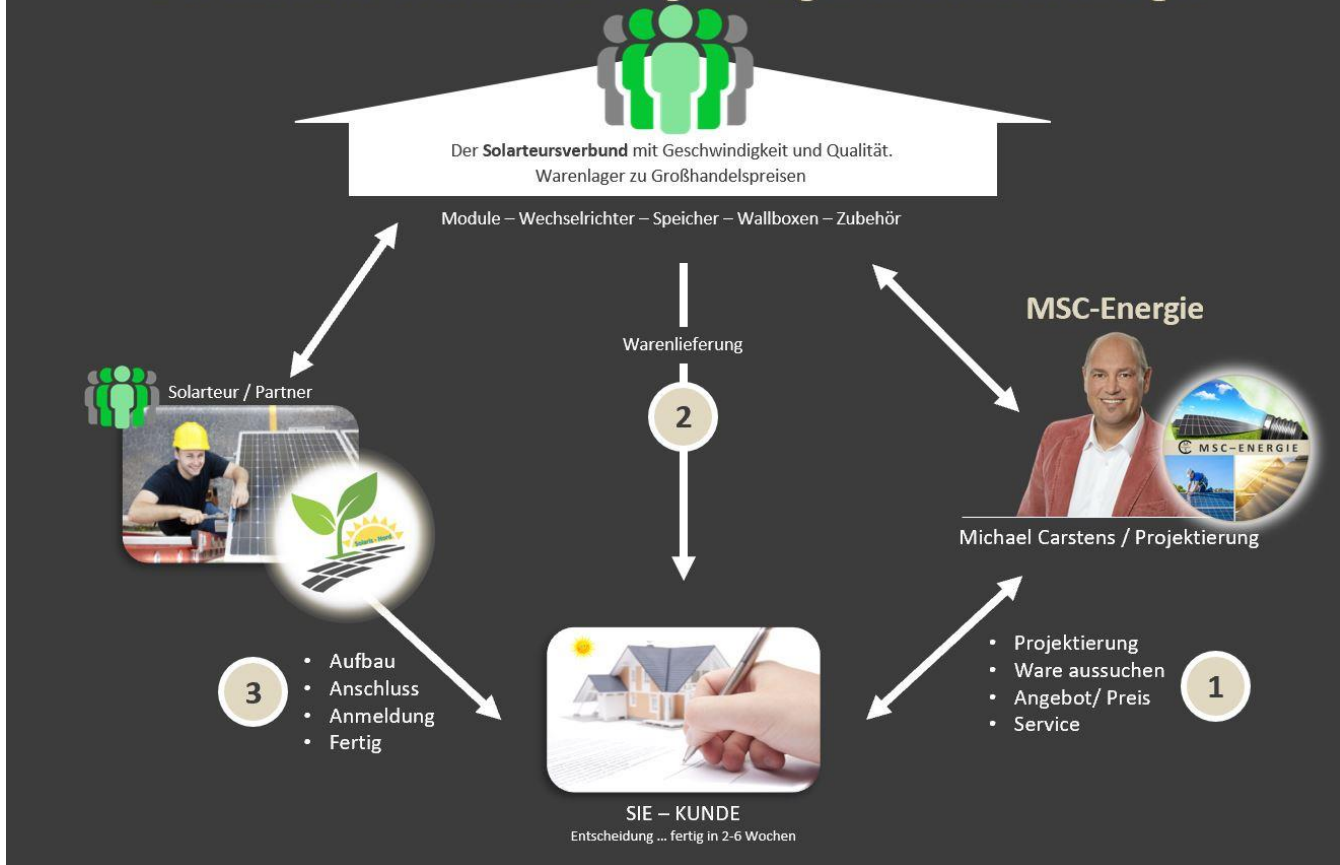 Der Solarteursverbund mit Geschwindigkeit und Qualität.
Warenlager zu Großhandelspreisen
Module – Wechselrichter – Speicher – Wallboxen – Zubehör
MSC-Energie
Warenlieferung
2
Solarteur / Partner
Solaris - Nord
MSC-ENERGIE
Michael Carstens / Projektierung
3
• Aufbau
• Anschluss
• Anmeldung
• Fertig
• Projektierung
• Ware aussuchen
• Angebot/ Preis
• Service
1
SIE – KUNDE
Entscheidung ... fertig in 2-6 Wochen